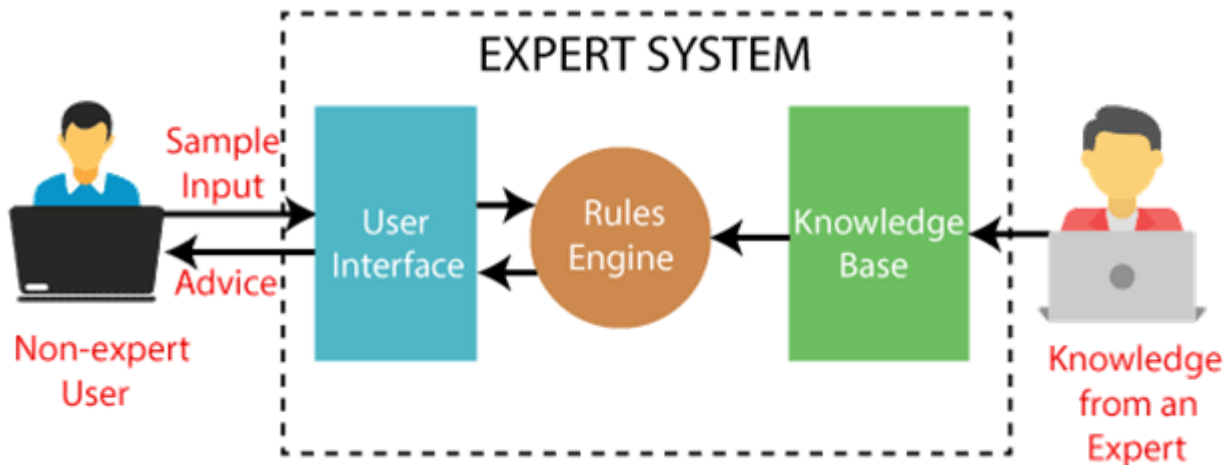 EXPERT SYSTEM
Sample
Input
Advice
Non-expert
User
User
Interface
Rules
Engine
Knowledge
Base
Knowledge
from an
Expert